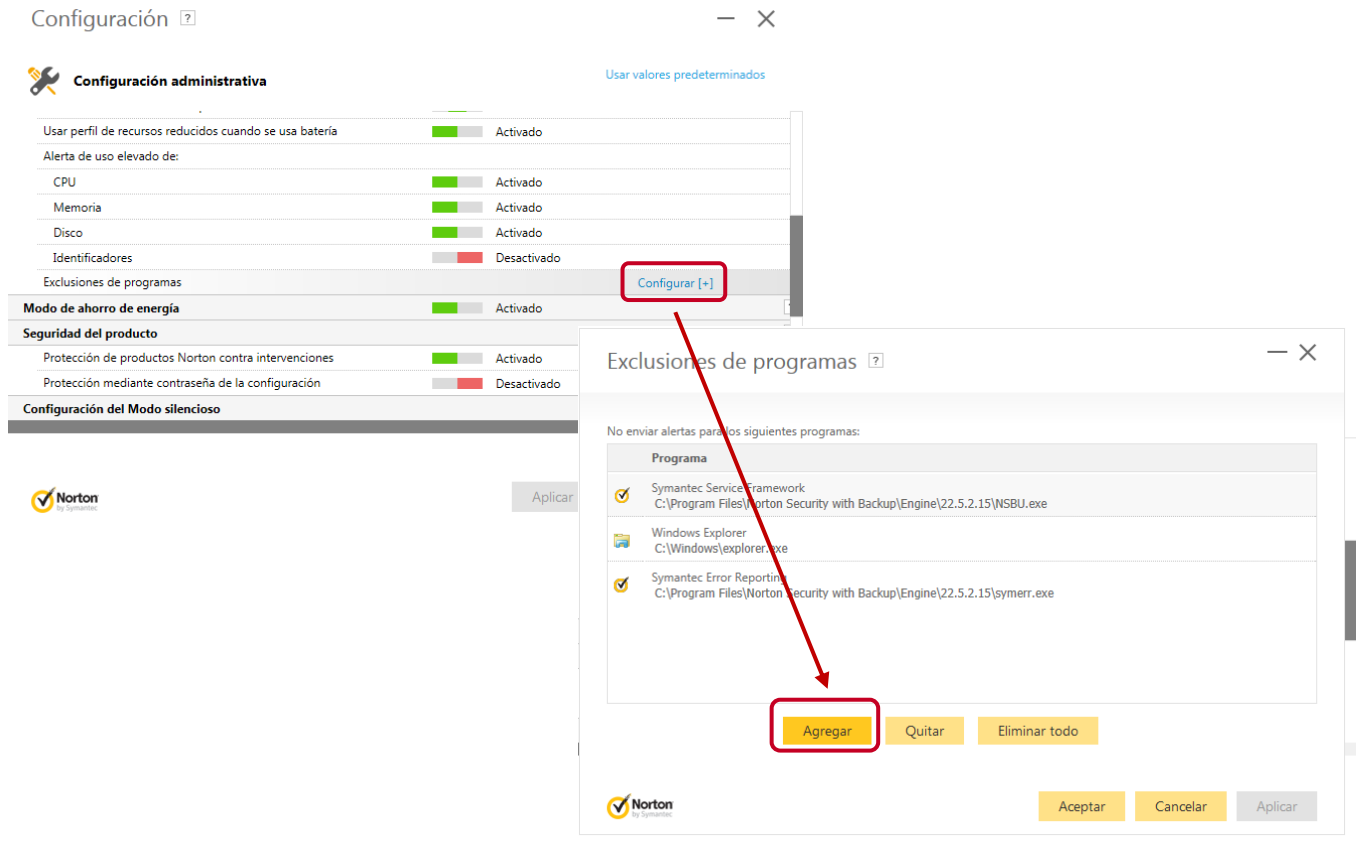 Configuración ?
Configuración administrativa
Usar valores predeterminados
Usar perfil de recursos reducidos cuando se usa batería Activado
Alerta de uso elevado de:
CPU Activado
Memoria Activado
Disco Activado
Identificadores Desactivado
Exclusiones de programas Configurar [+]
Modo de ahorro de energía Activado
Seguridad del producto
Protección de productos Norton contra intervenciones Activado
Protección mediante contraseña de la configuración Desactivado
Configuración del Modo silencioso
Norton
by Symantec
Aplicar
Exclusiones de programas ?
No enviar alertas para los siguientes programas:
Programa
Symantec Service Framework
C:\Program Files\Norton Security with Backup\Engine\22.5.2.15\NSBU.exe
Windows Explorer
C:\Windows\explorer.exe
Symantec Error Reporting
C:\Program Files\Norton Security with Backup\Engine\22.5.2.15\symerr.exe
Agregar Quitar Eliminar todo
Norton
by Symantec
Aceptar Cancelar Aplicar